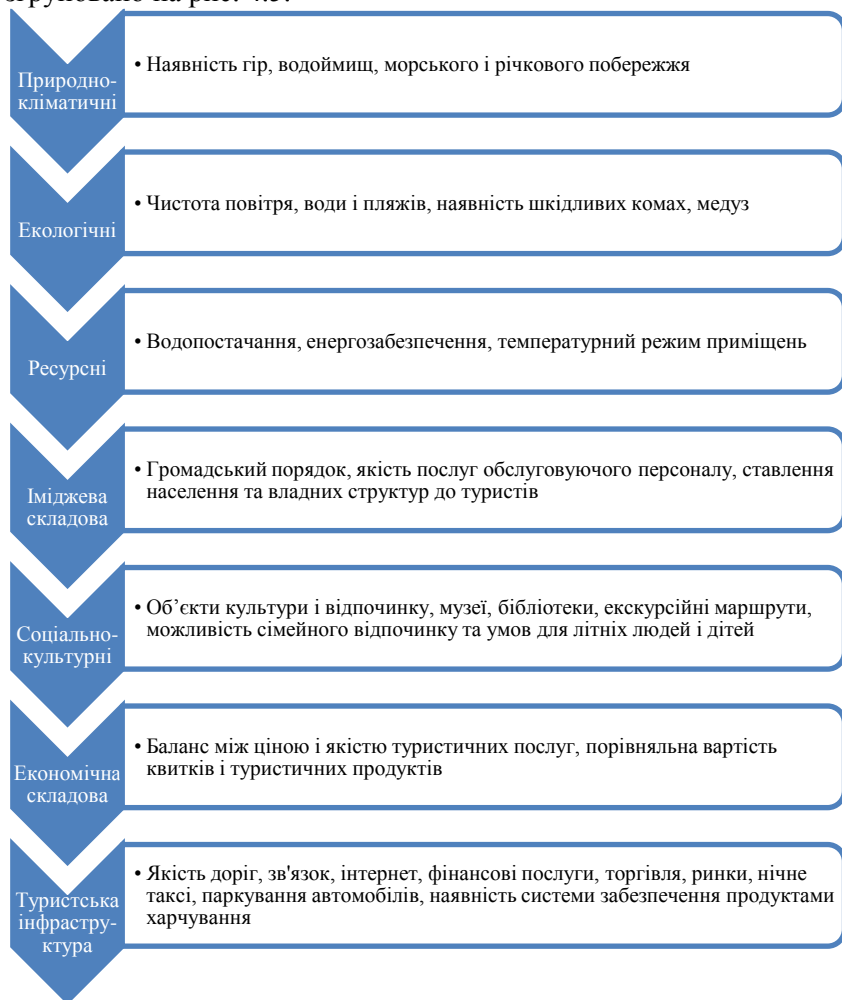 Природно-
кліматичні
• Наявність гір, водоймищ, морського і річкового побережжя
Екологічні
• Чистота повітря, води і пляжів, наявність шкідливих комах, медуз
Ресурсні
• Водопостачання, енергозабезпечення, температурний режим приміщень
Іміджева
складова
• Громадський порядок, якість послуг обслуговуючого персоналу, ставлення
населення та владних структур до туристів
Соціально-
культурні
• Об’єкти культури і відпочинку, музеї, бібліотеки, екскурсійні маршрути,
можливість сімейного відпочинку та умов для літніх людей і дітей
Економічна
складова
• Баланс між ціною і якістю туристичних послуг, порівняльна вартість
квитків і туристичних продуктів
Туристська
інфрастру-
ктура
• Якість доріг, зв'язок, інтернет, фінансові послуги, торгівля, ринки, нічне
таксі, паркування автомобілів, наявність системи забезпечення продуктами
харчування